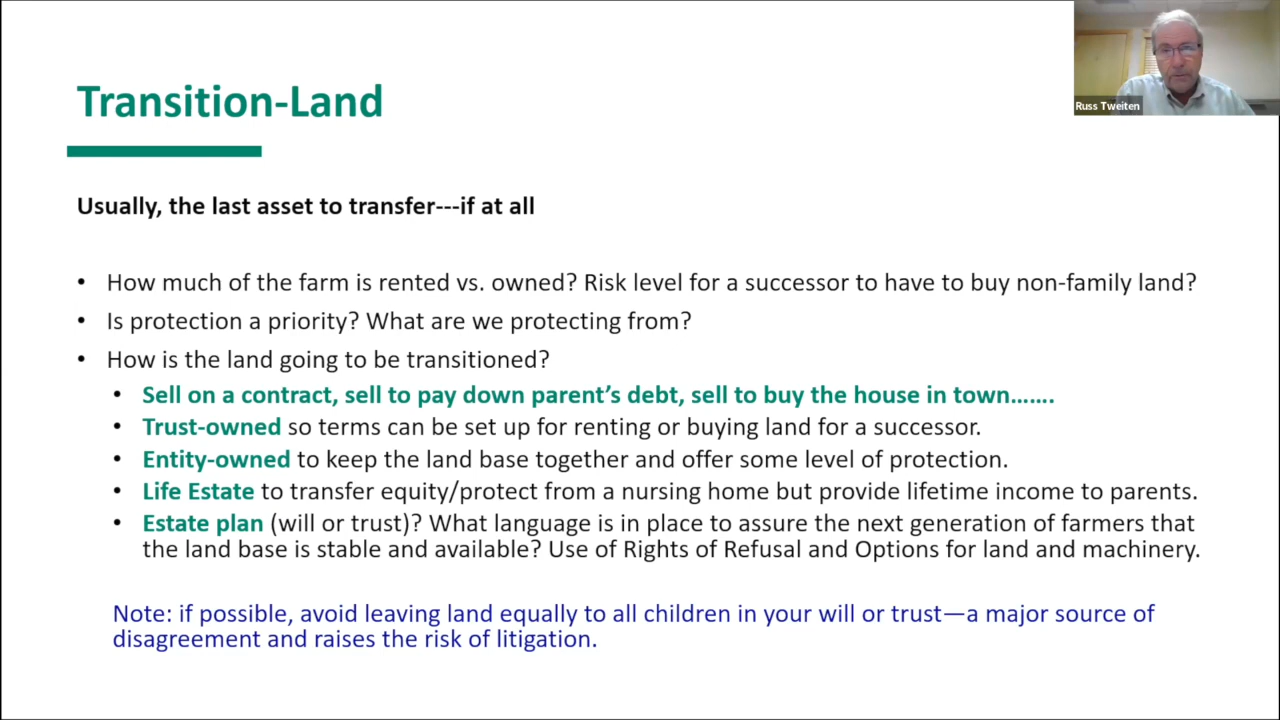 Transition-Land
Russ Tweiten
Usually, the last asset to transfer---if at all
• How much of the farm is rented vs. owned? Risk level for a successor to have to buy non-family land?
• Is protection a priority? What are we protecting from?
• How is the land going to be transitioned?
• Sell on a contract, sell to pay down parent’s debt, sell to buy the house in town.......
• Trust-owned so terms can be set up for renting or buying land for a successor.
• Entity-owned to keep the land base together and offer some level of protection.
• Life Estate to transfer equity/protect from a nursing home but provide lifetime income to parents.
• Estate plan (will or trust)? What language is in place to assure the next generation of farmers that
the land base is stable and available? Use of Rights of Refusal and Options for land and machinery.
Note: if possible, avoid leaving land equally to all children in your will or trust—a major source of
disagreement and raises the risk of litigation.